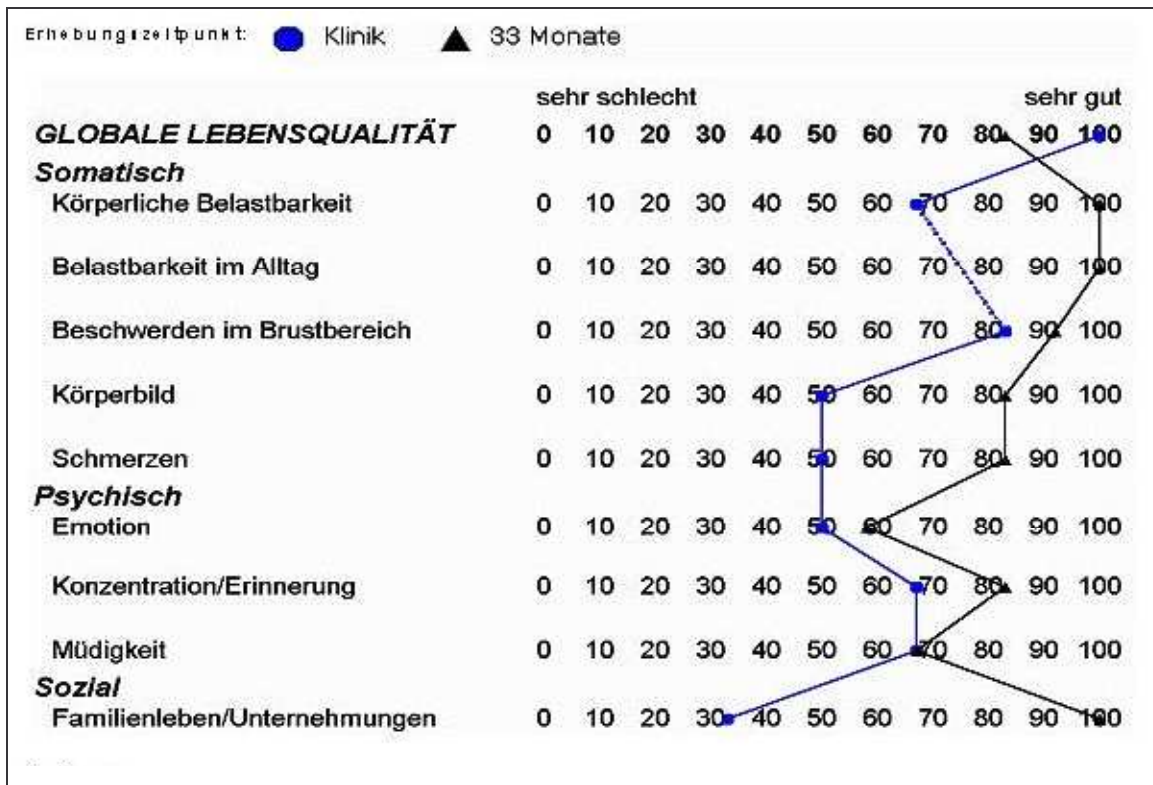 Erhebungszeitpunkt: Klinik 33 Monate
sehr schlecht sehr gut
GLOBALE LEBENSQUALITÄT 0 10 20 30 40 50 60 70 80 90 100
Somatisch
Körperliche Belastbarkeit 0 10 20 30 40 50 60 70 80 90 100
Belastbarkeit im Alltag 0 10 20 30 40 50 60 70 80 90 100
Beschwerden im Brustbereich 0 10 20 30 40 50 60 70 80 90 100
Körperbild 0 10 20 30 40 50 60 70 80 90 100
Schmerzen 0 10 20 30 40 50 60 70 80 90 100
Psychisch
Emotion 0 10 20 30 40 50 60 70 80 90 100
Konzentration/Erinnerung 0 10 20 30 40 50 60 70 80 90 100
Müdigkeit 0 10 20 30 40 50 60 70 80 90 100
Sozial
Familienleben/Unternehmungen 0 10 20 30 40 50 60 70 80 90 100